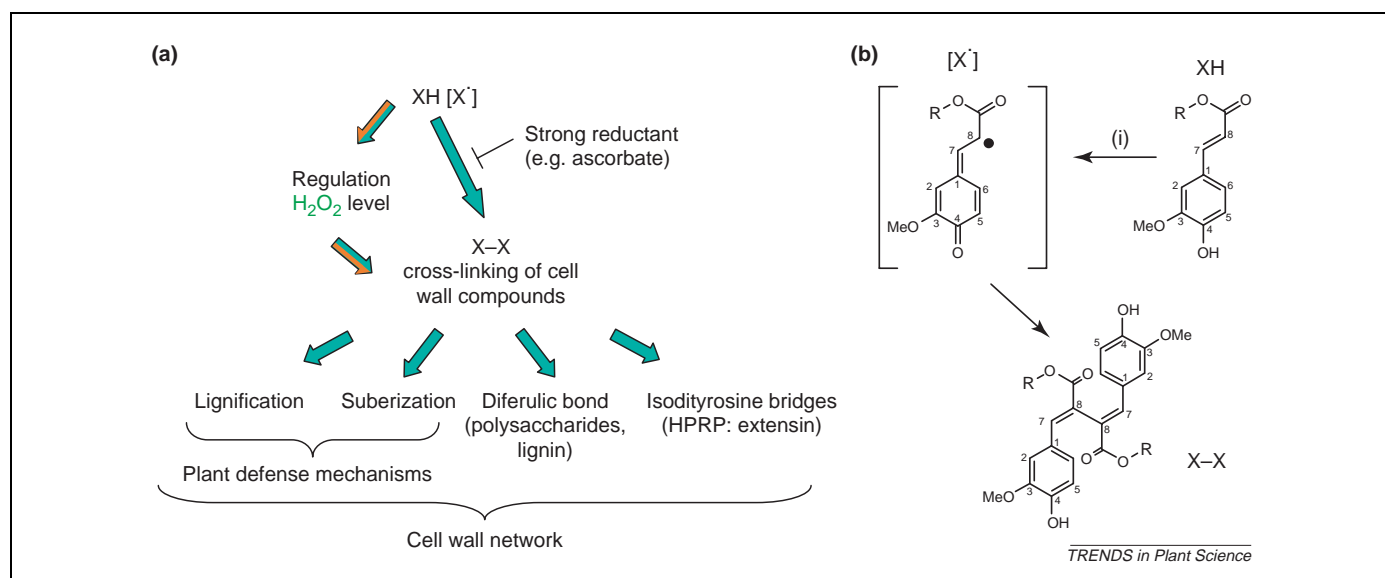 (a)
XH [X˙]
Strong reductant
(e.g. ascorbate)
Regulation
H₂O₂ level
X–X
cross-linking of cell
wall compounds
Lignification
Suberization
Diferulic bond
(polysaccharides,
lignin)
Isodityrosine bridges
(HPRP: extensin)
Plant defense mechanisms
Cell wall network
(b)
[X˙]
R
O
O
8
7
1
2
6
3
5
4
MeO
O
(i)
XH
R
O
O
8
7
1
2
6
3
5
4
MeO
OH
OH
4
OMe
5
3
1
2
R
O
O
8
7
7
8
O
O
R
1
2
3
5
4
MeO
OH
X–X
TRENDS in Plant Science